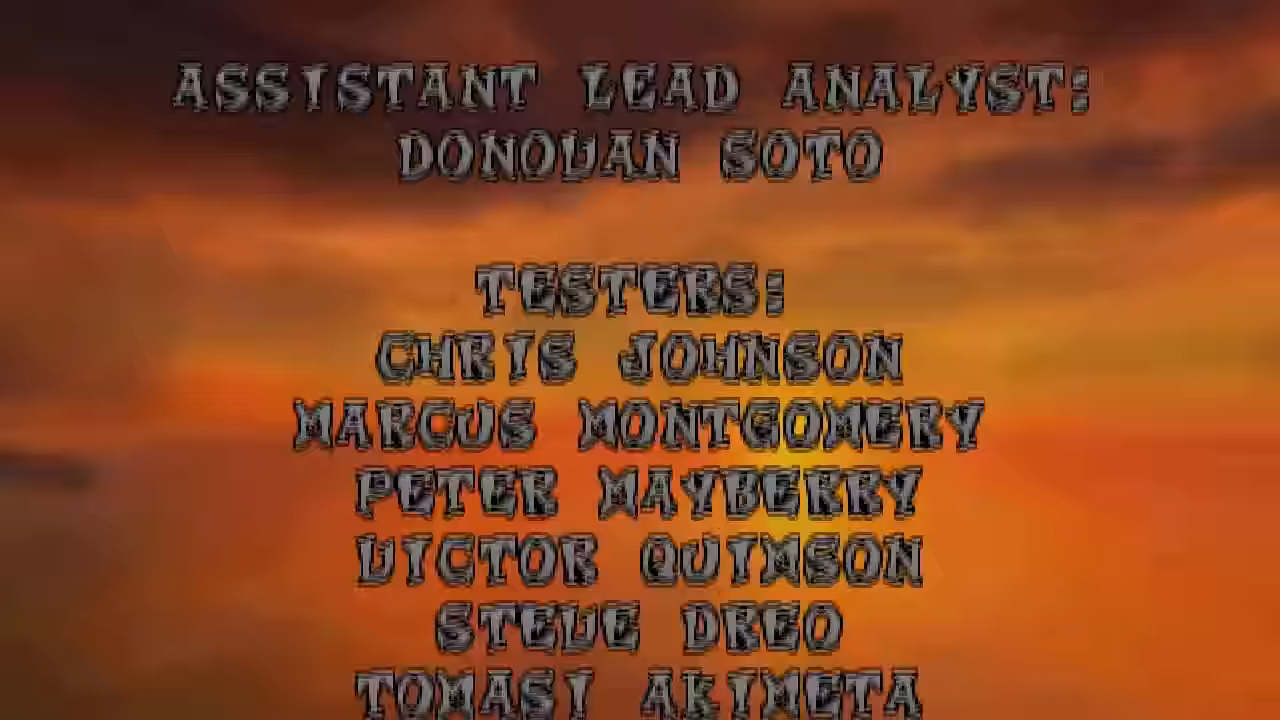 ASSISTANT LEAD ANALYST:
DONOVAN SOTO
TESTERS:
CHRIS JOHNSON
MARCUS MONTGOMERY
PETER MAYBERRY
VICTOR QUIMSON
STEVE DREO
TOMASI AKIMETA